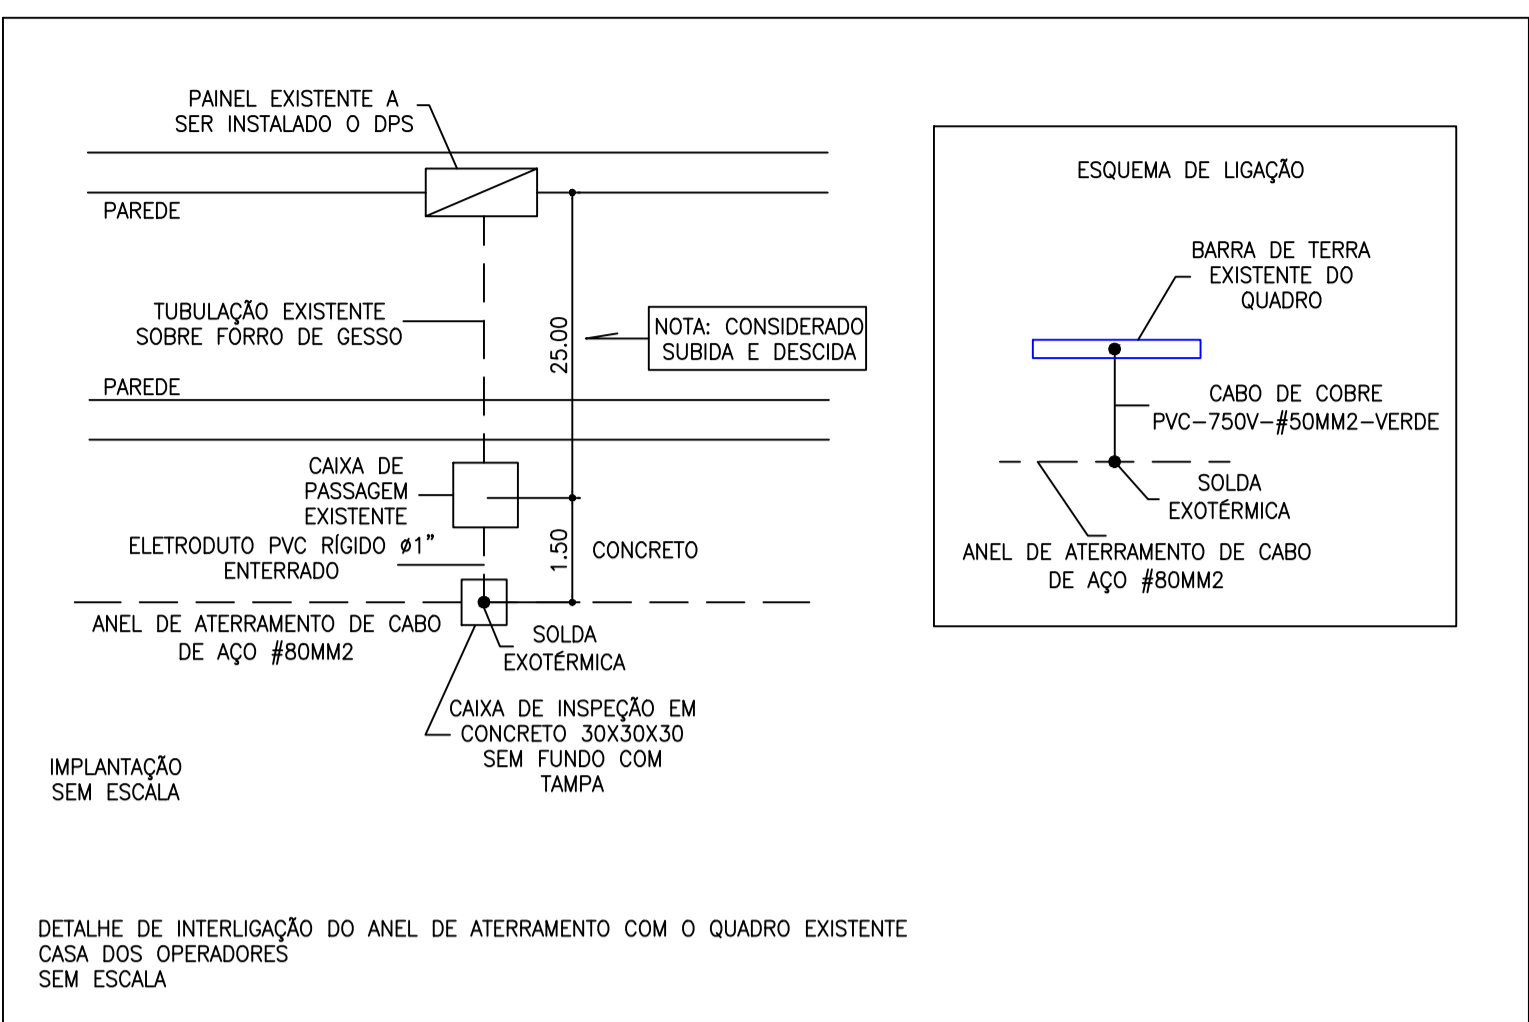 PAINEL EXISTENTE A
SER INSTALADO O DPS
PAREDE
TUBULAÇÃO EXISTENTE
SOBRE FORRO DE GESSO
25.00
NOTA: CONSIDERADO
SUBIDA E DESCIDA
PAREDE
CAIXA DE
PASSAGEM
EXISTENTE
ELETRODUTO PVC RÍGIDO ø1"
ENTERRADO
1.50
CONCRETO
ANEL DE ATERRAMENTO DE CABO
DE AÇO #80MM2
SOLDA
EXOTÉRMICA
CAIXA DE INSPEÇÃO EM
CONCRETO 30X30X30
SEM FUNDO COM
TAMPA
IMPLANTAÇÃO
SEM ESCALA
ESQUEMA DE LIGAÇÃO
BARRA DE TERRA
EXISTENTE DO
QUADRO
CABO DE COBRE
PVC-750V-#50MM2-VERDE
SOLDA
EXOTÉRMICA
ANEL DE ATERRAMENTO DE CABO
DE AÇO #80MM2
DETALHE DE INTERLIGAÇÃO DO ANEL DE ATERRAMENTO COM O QUADRO EXISTENTE
CASA DOS OPERADORES
SEM ESCALA